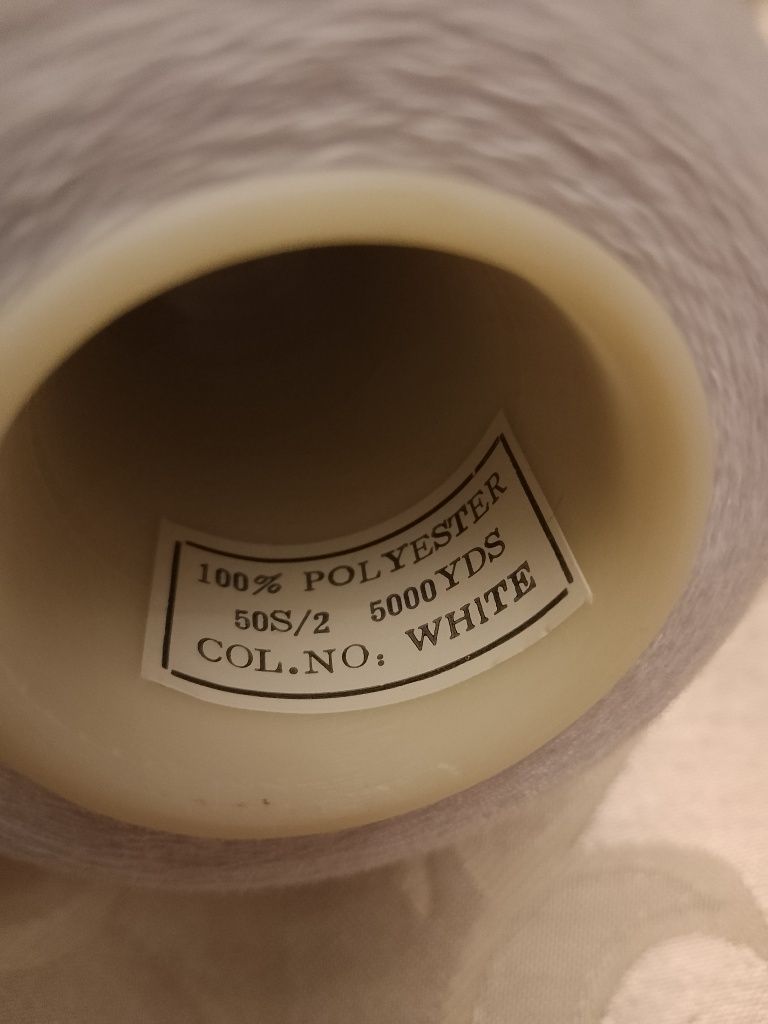 100% POLYESTER
50S/2 5000YDS
COL.NO: WHITE